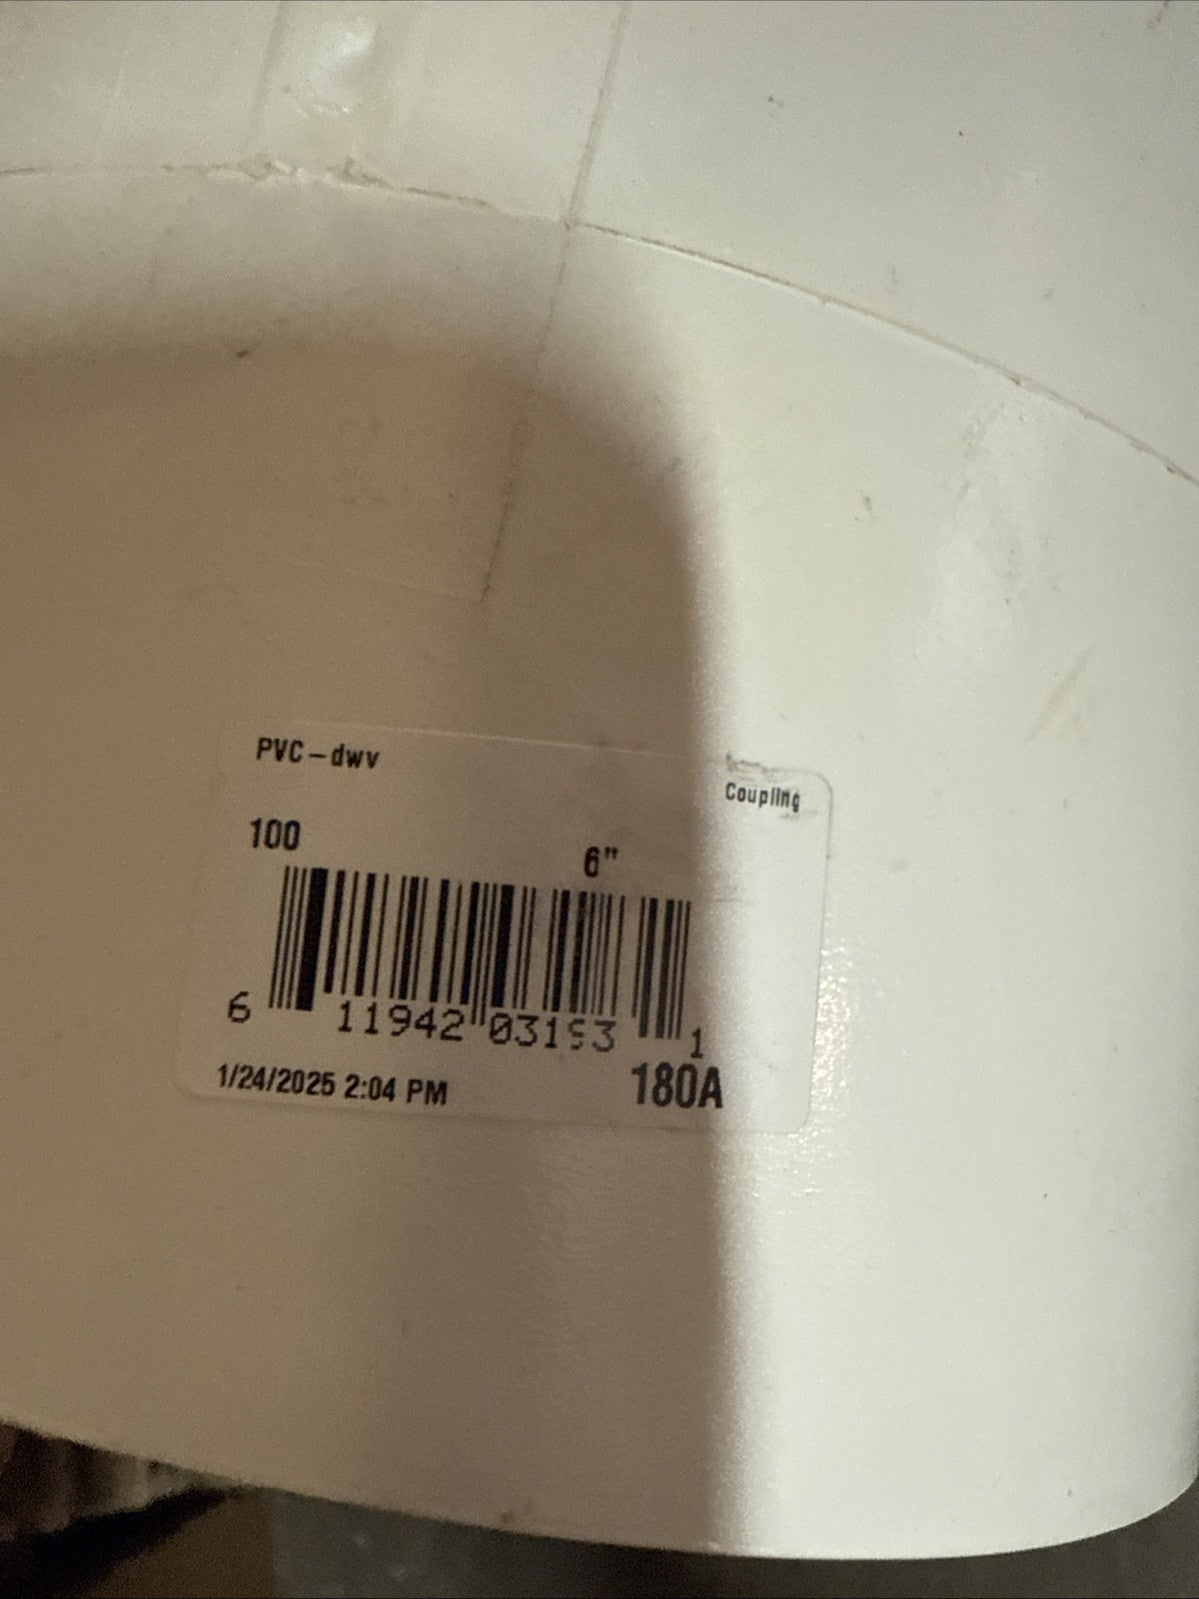 PVC – dwv
Coupling
100
6"
6 11942 03193 1
1/24/2025 2:04 PM 180A